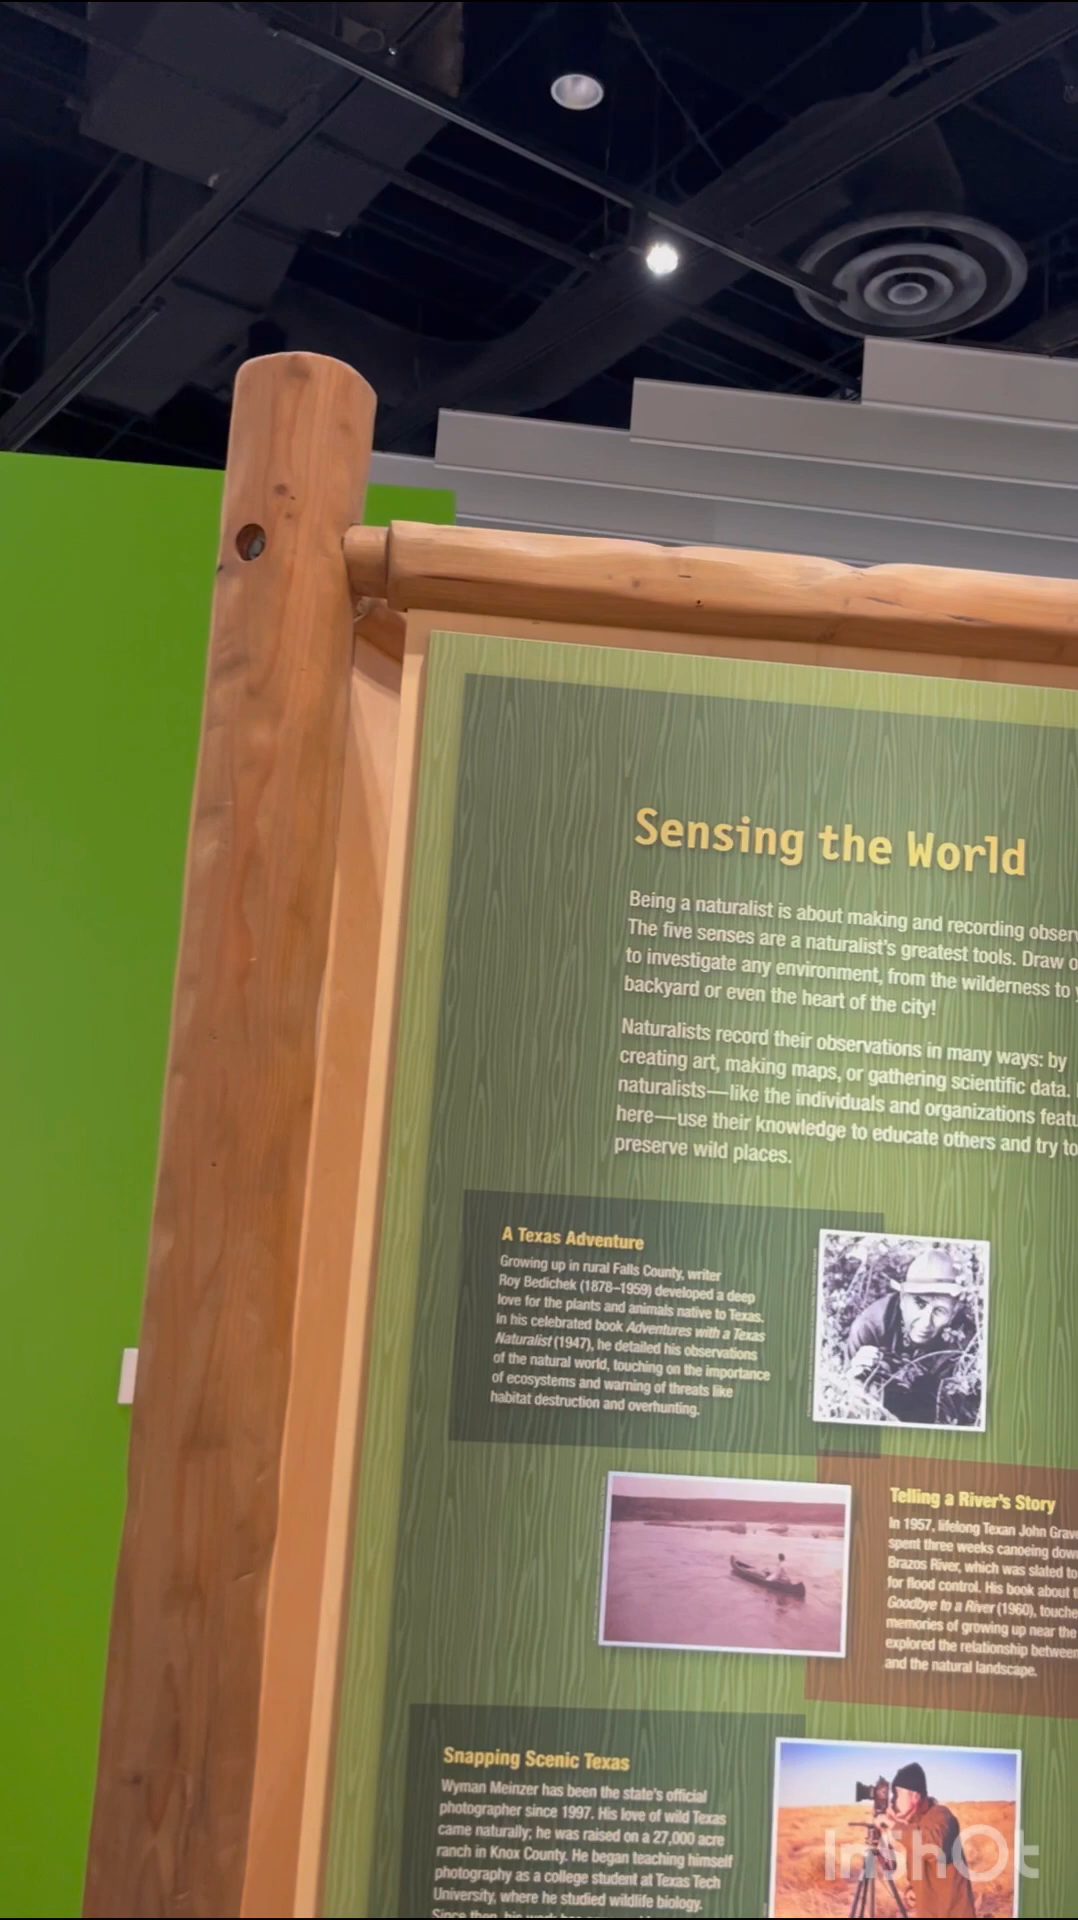 Sensing the World
Being a naturalist is about making and recording
The five senses are a naturalist's greatest tools. Draw
to investigate any environment, from the wilderness to
backyard or even the heart of the city!
Naturalists record their observations in many ways: by
creating art, making maps, or gathering scientific data.
naturalists—like the individuals and organizations
here—use their knowledge to educate others and try to
preserve wild places.
A Texas Adventure
Growing up in rural Falls County, writer
Roy Bedichek (1878–1959) developed a deep
love for the plants and animals native to Texas.
In his celebrated book Adventures with a Texas
Naturalist (1947), he detailed his observations
of the natural world, touching on the importance
of ecosystems and warning of threats like
habitat destruction and overhunting.
Telling a River's Story
In 1957, lifelong Texan John
spent three weeks canoeing
Brazos River, which was slated to
for flood control. His book about
Goodbye to a River (1960),
memories of growing up near the
explored the relationship between
and the natural landscape.
Snapping Scenic Texas
Wyman Meinzer has been the state's official
photographer since 1997. His love of wild Texas
came naturally; he was raised on a 27,000 acre
ranch in Knox County. He began teaching himself
photography as a college student at Texas Tech
University, where he studied wildlife biology.
Since then, his work has
InShOt